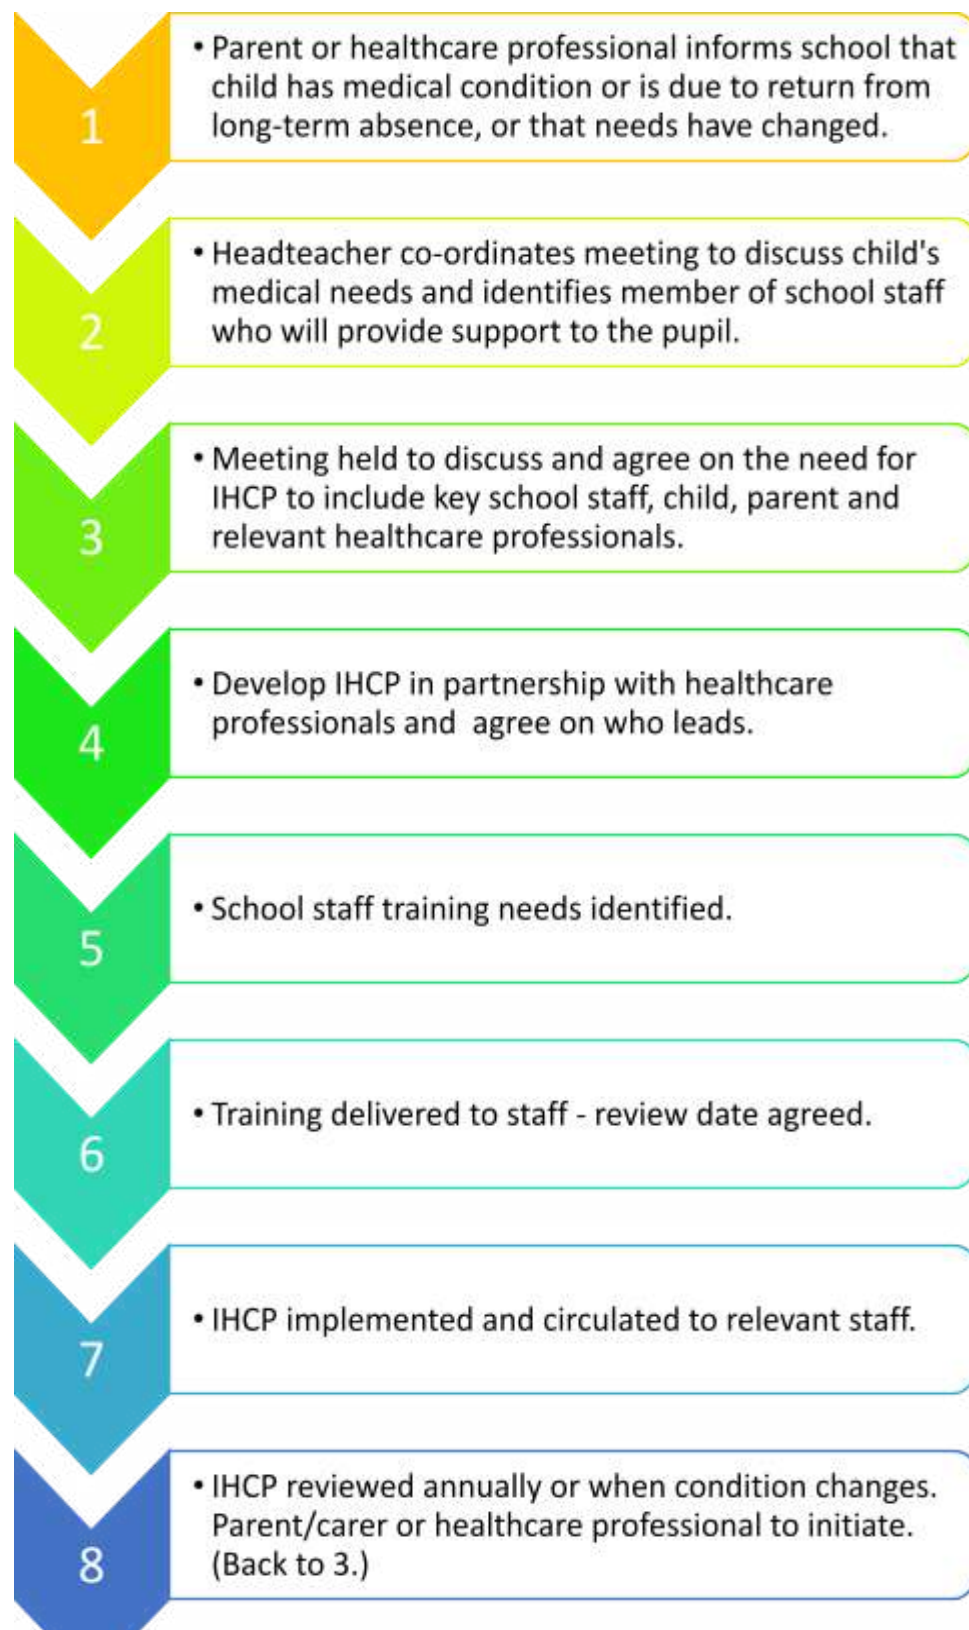 1
• Parent or healthcare professional informs school that
child has medical condition or is due to return from
long-term absence, or that needs have changed.
2
• Headteacher co-ordinates meeting to discuss child's
medical needs and identifies member of school staff
who will provide support to the pupil.
3
• Meeting held to discuss and agree on the need for
IHCP to include key school staff, child, parent and
relevant healthcare professionals.
4
• Develop IHCP in partnership with healthcare
professionals and  agree on who leads.
5
• School staff training needs identified.
6
• Training delivered to staff - review date agreed.
7
• IHCP implemented and circulated to relevant staff.
8
• IHCP reviewed annually or when condition changes.
Parent/carer or healthcare professional to initiate.
(Back to 3.)